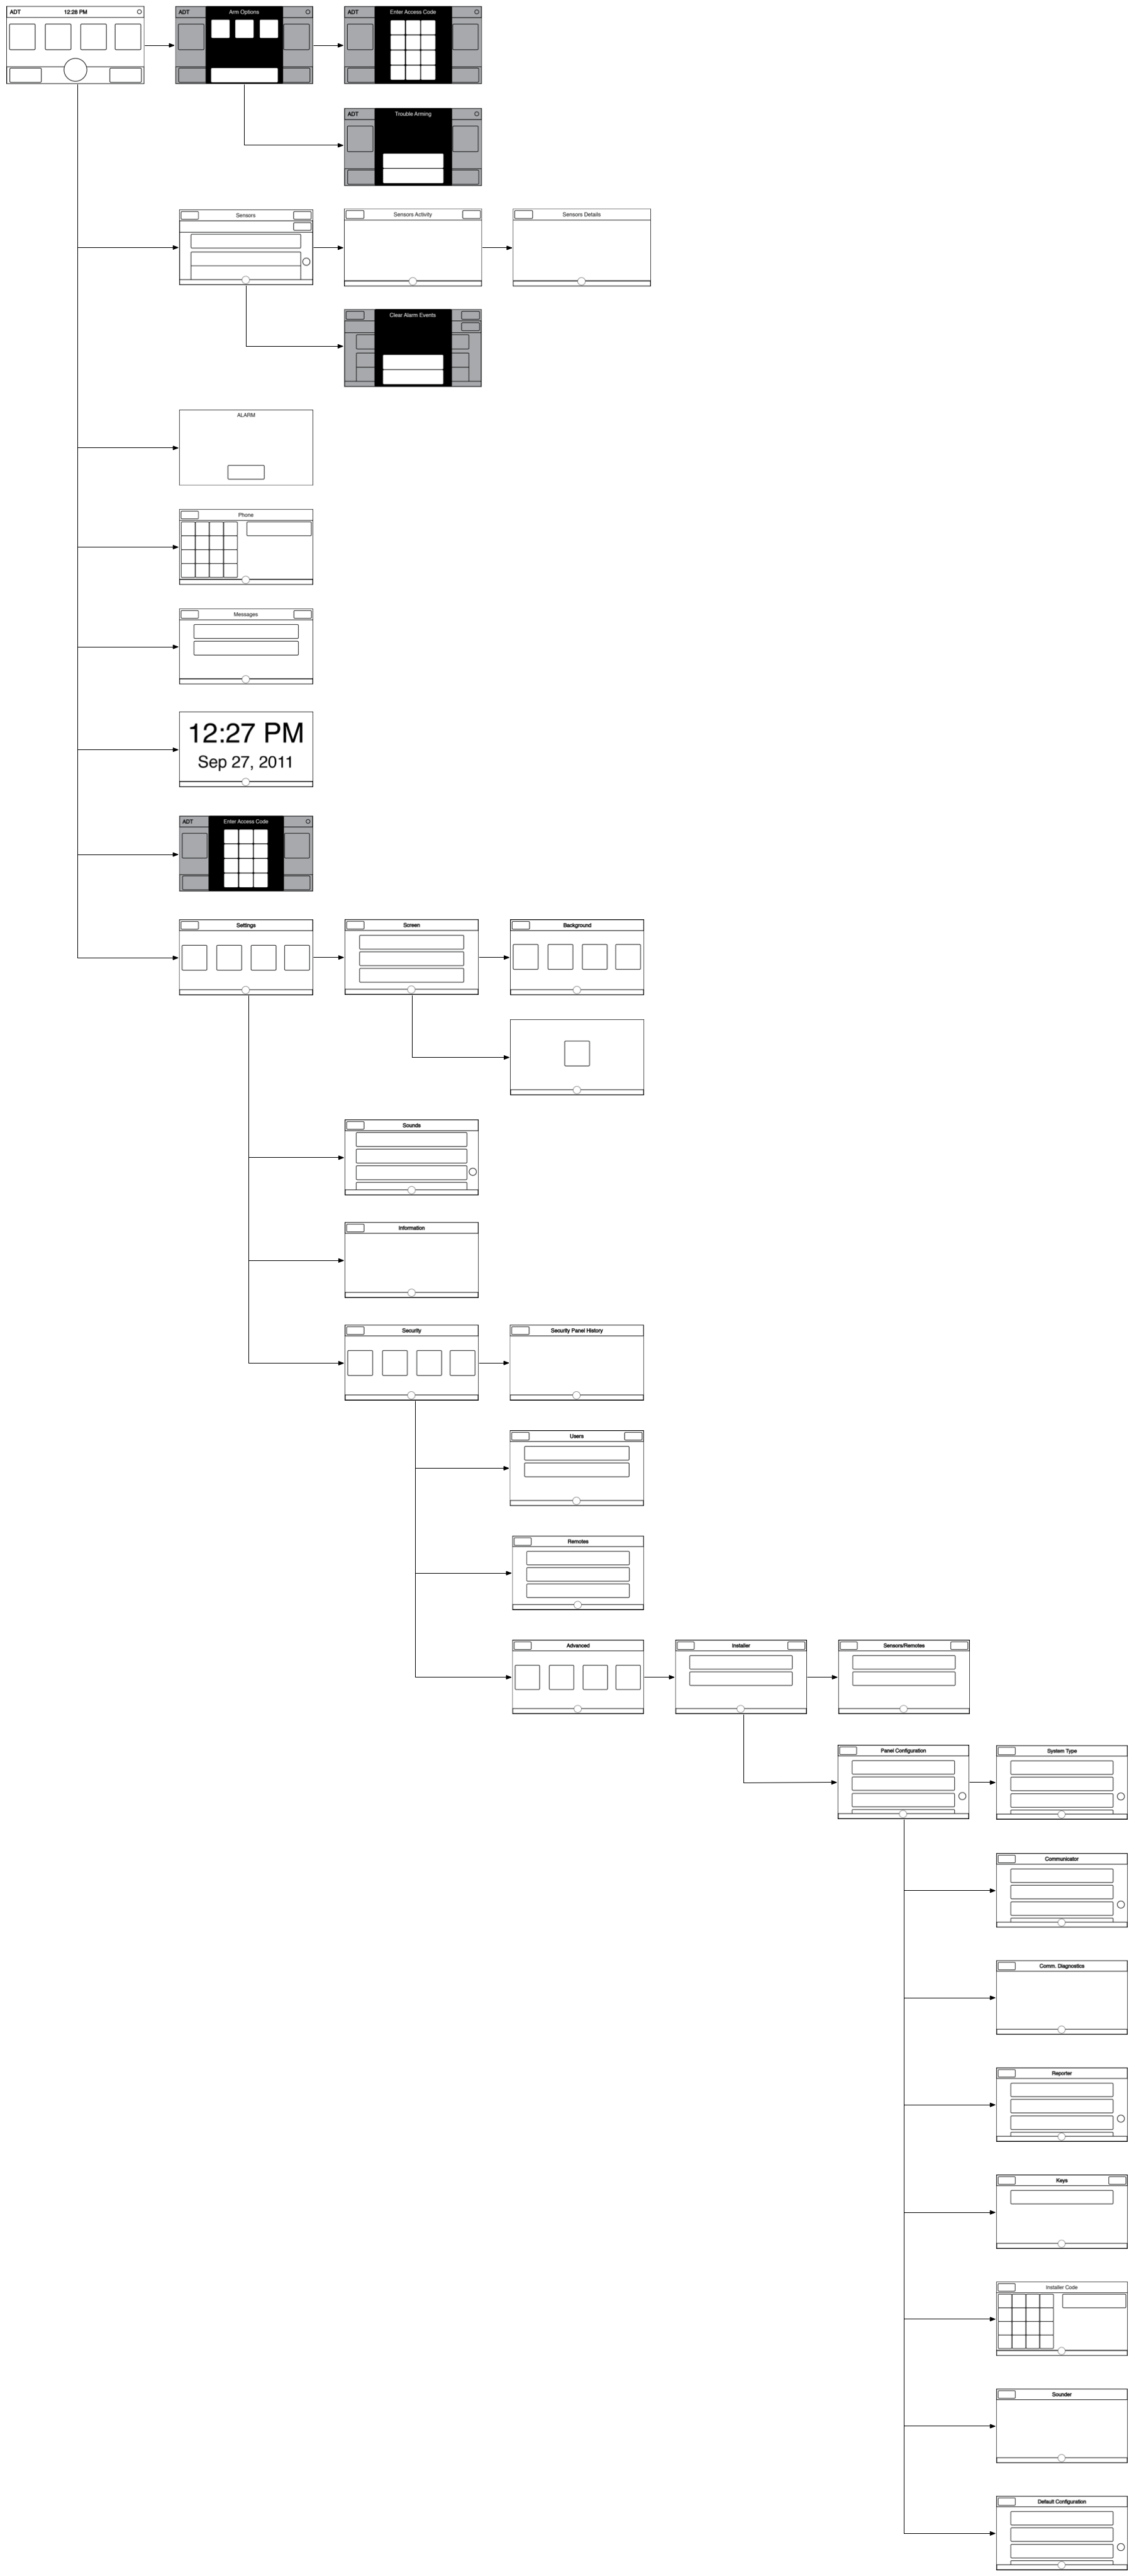 ADT 12:28 PM
ADT Arm Options
ADT Enter Access Code
ADT Trouble Arming
Sensors
Sensors Activity
Sensors Details
Clear Alarm Events
ALARM
Phone
Messages
12:27 PM
Sep 27, 2011
ADT Enter Access Code
Settings
Screen
Background
Sounds
Information
Security
Security Panel History
Users
Remotes
Advanced
Installer
Sensors/Remotes
Panel Configuration
System Type
Communicator
Comm. Diagnostics
Reporter
Keys
Installer Code
Sounder
Default Configuration